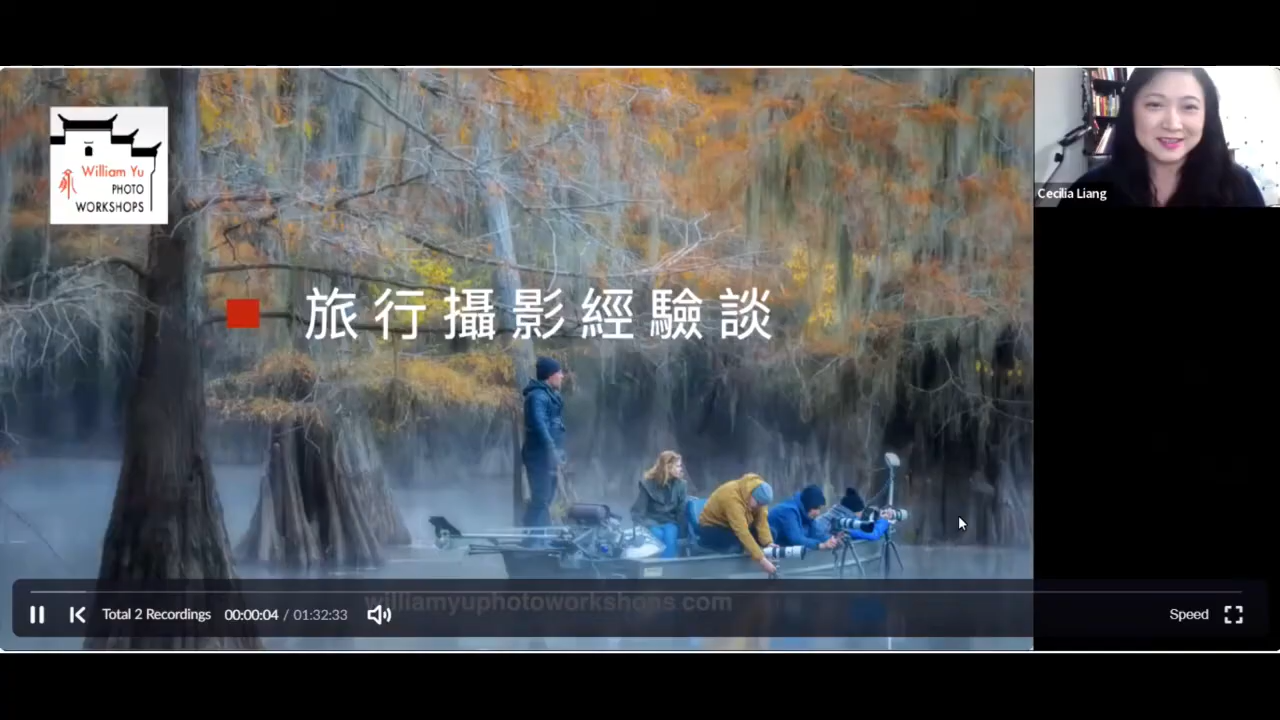 William Yu
PHOTO
WORKSHOPS
Cecilia Liang
旅行攝影經驗談
williamyuphotoworkshops.com
Total 2 Recordings
00:00:04 / 01:32:33
Speed